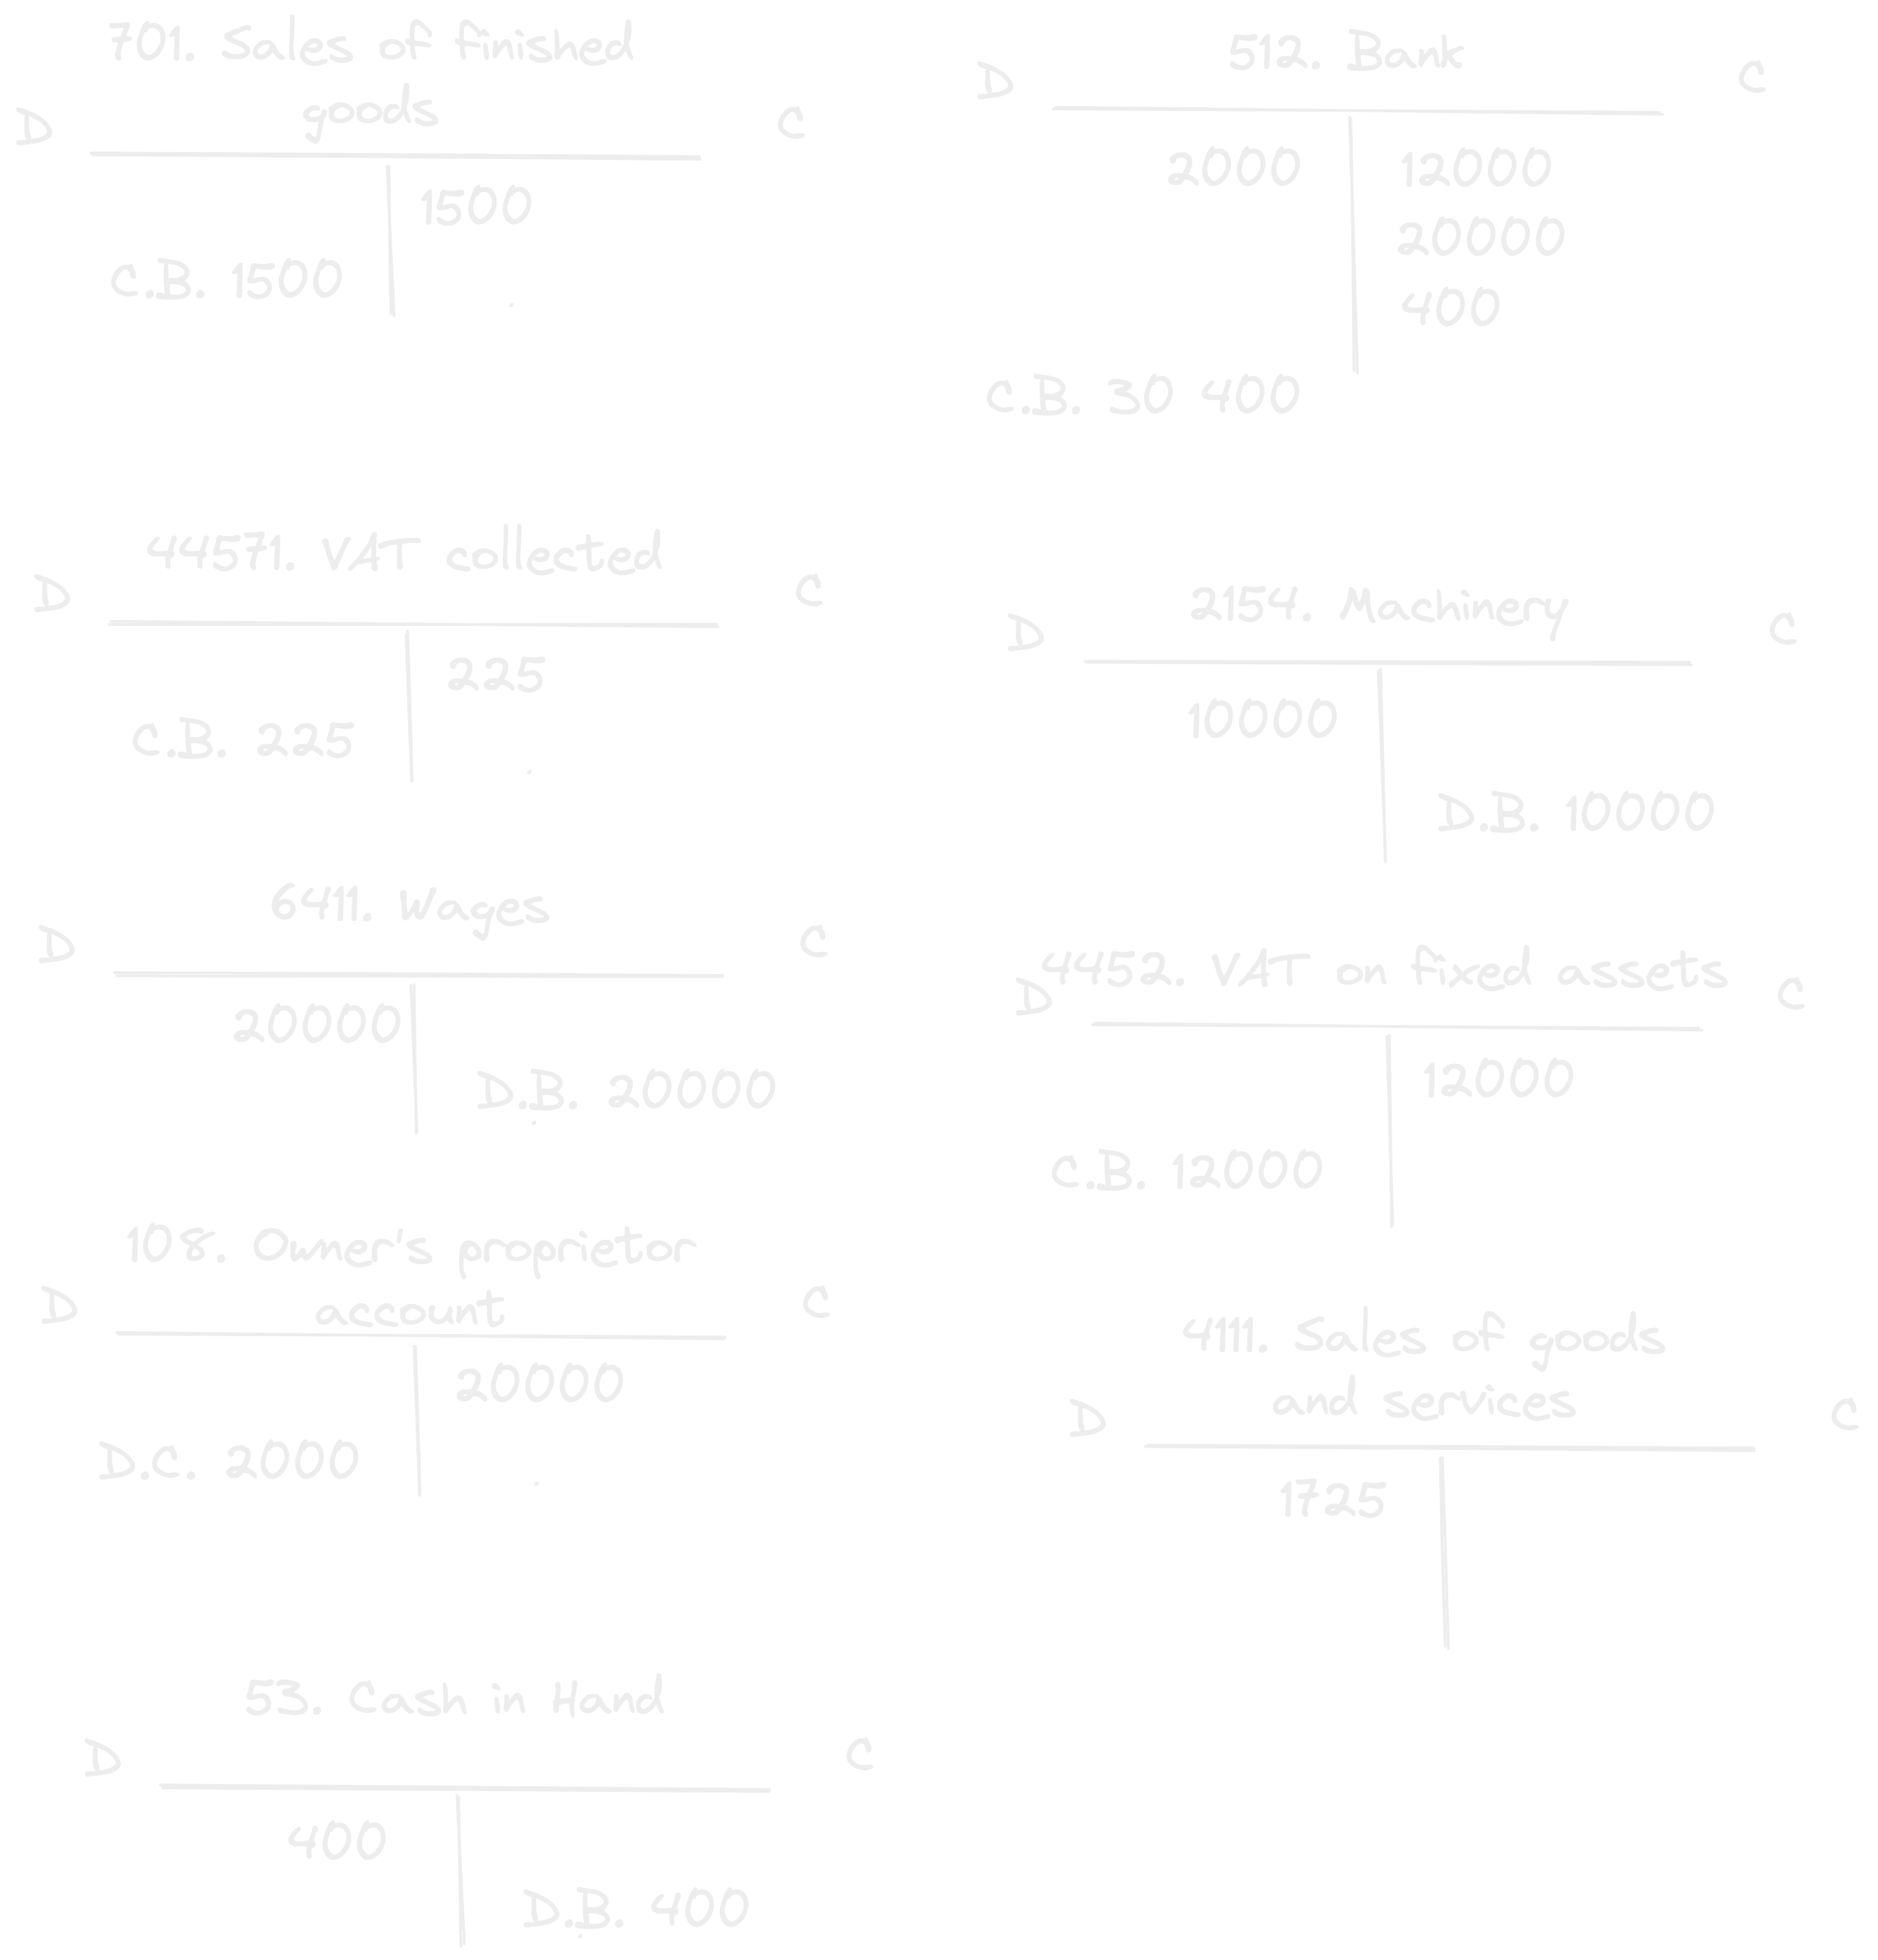 701. Sales of finished
goods
D
C
1500
C.B. 1500
512. Bank
D
C
2000
12000
20000
400
C.B. 30 400
44571. VAT collected
D
C
225
C.B. 225
2154. Machinery
D
C
10000
D.B. 10000
6411. Wages
D
C
20000
D.B. 20000
4452. VAT on fixed assets
D
C
12000
C.B. 12000
108. Owner's proprietor
account
D
C
20000
D.C. 2000
4111. Sales of goods
and services
D
C
1725
53. Cash in Hand
D
C
400
D.B. 400